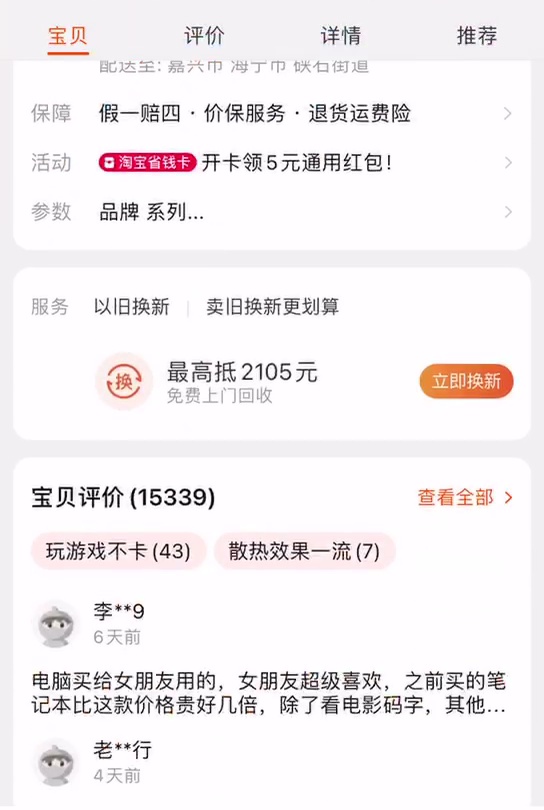 宝贝 评价 详情 推荐
配送至: 嘉兴市 海宁市 硖石街道
保障 假一赔四 · 价保服务 · 退货运费险
活动 淘宝省钱卡 开卡领5元通用红包!
参数 品牌 系列...
服务 以旧换新 | 卖旧换新更划算
换 最高抵2105元 立即换新
免费上门回收
宝贝评价(15339) 查看全部
玩游戏不卡(43) 散热效果一流(7)
李**9
6天前
电脑买给女朋友用的，女朋友超级喜欢，之前买的笔
记本比这款价格贵好几倍，除了看电影码字，其他...
老**行
4天前